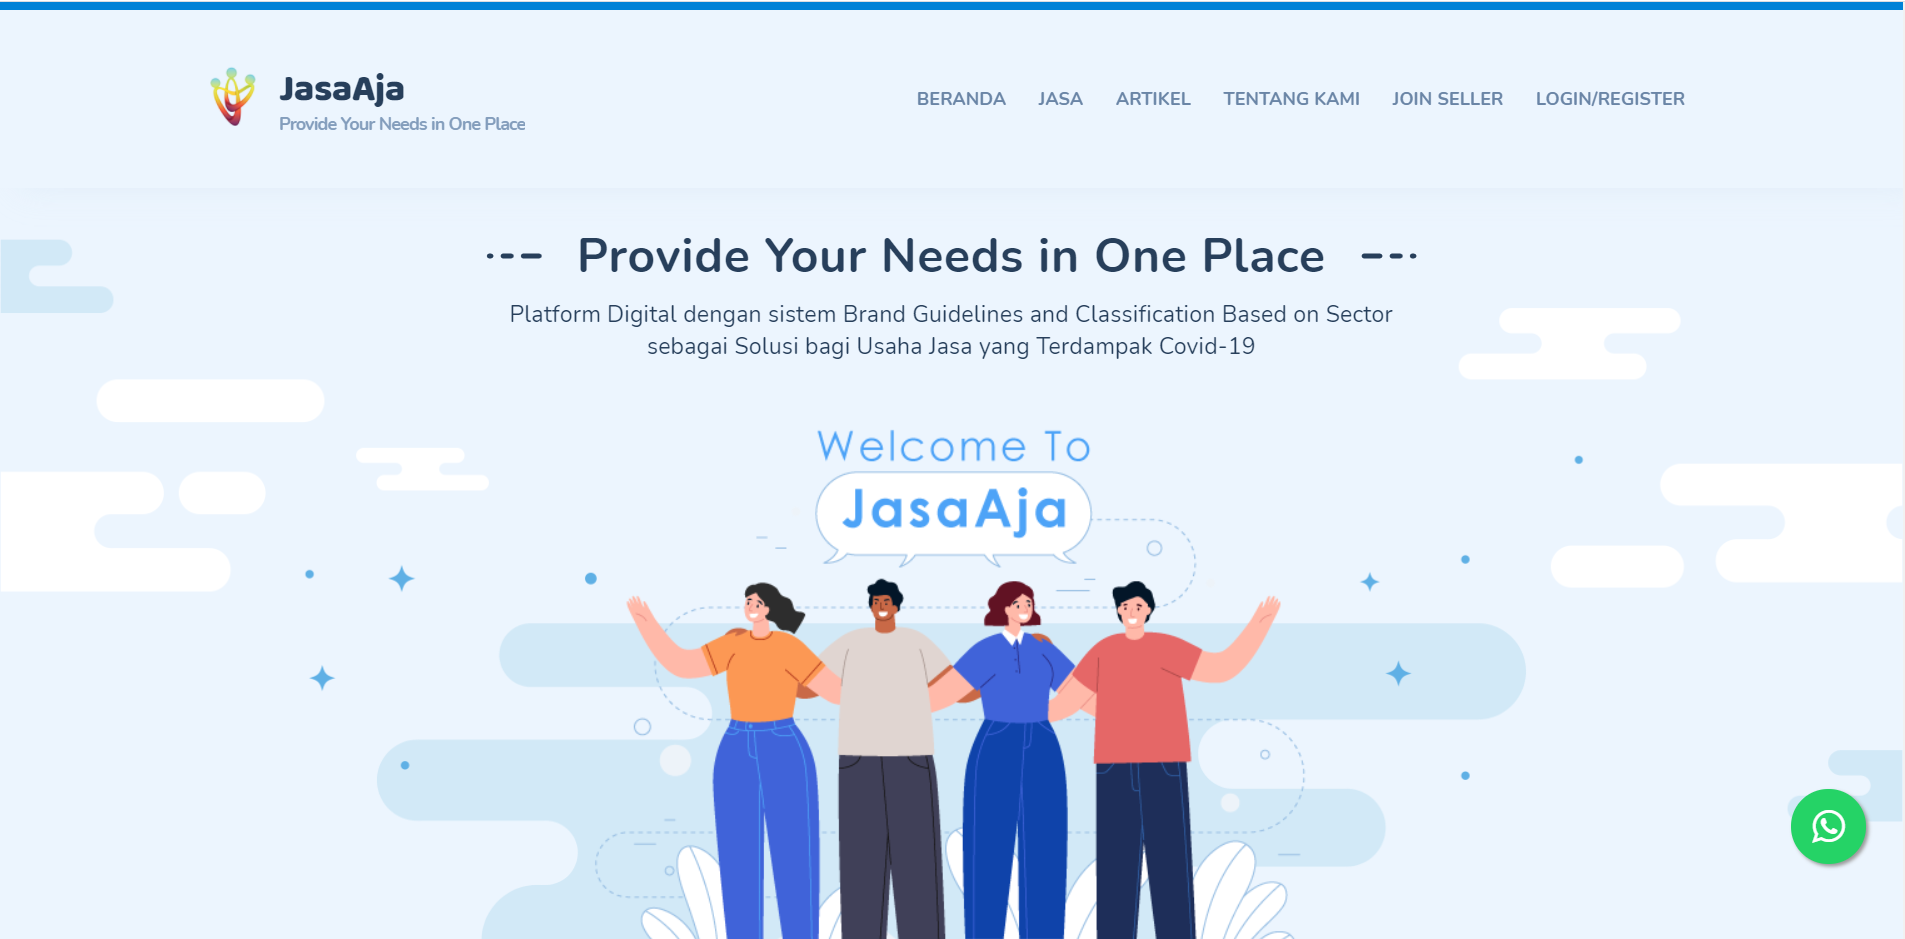 JasaAja
Provide Your Needs in One Place
BERANDA JASA ARTIKEL TENTANG KAMI JOIN SELLER LOGIN/REGISTER
Provide Your Needs in One Place
Platform Digital dengan sistem Brand Guidelines and Classification Based on Sector
sebagai Solusi bagi Usaha Jasa yang Terdampak Covid-19
Welcome To
JasaAja